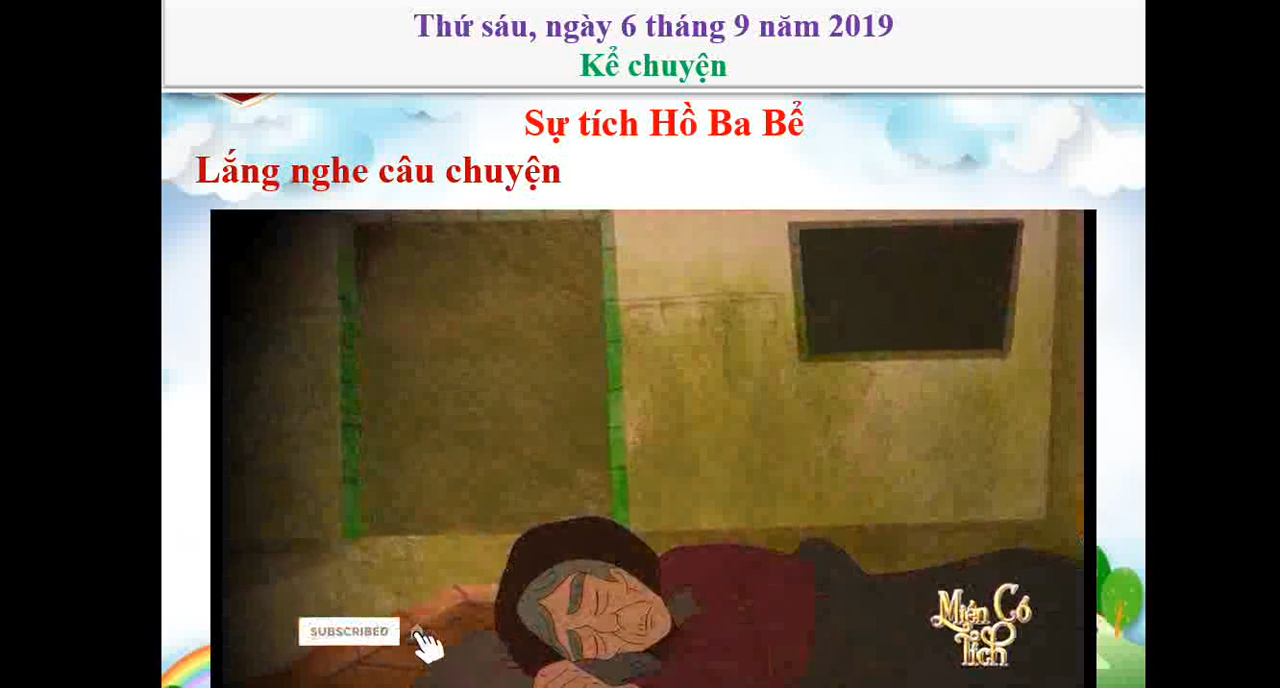 Thứ sáu, ngày 6 tháng 9 năm 2019
Kể chuyện
Sự tích Hồ Ba Bể
Lắng nghe câu chuyện
SUBSCRIBED
Miền Cổ
Tích